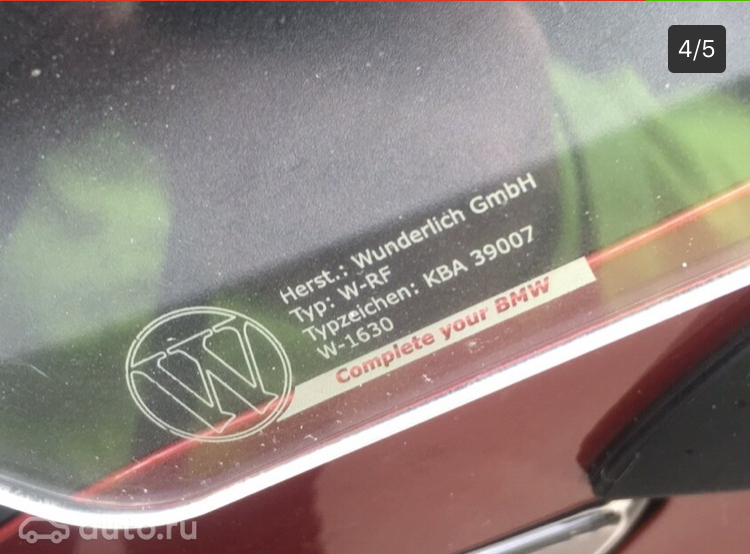 4/5
Herst.: Wunderlich GmbH
Typ: W-RF
Typzeichen: KBA 39007
W-1630
Complete your BMW
W
auto.ru